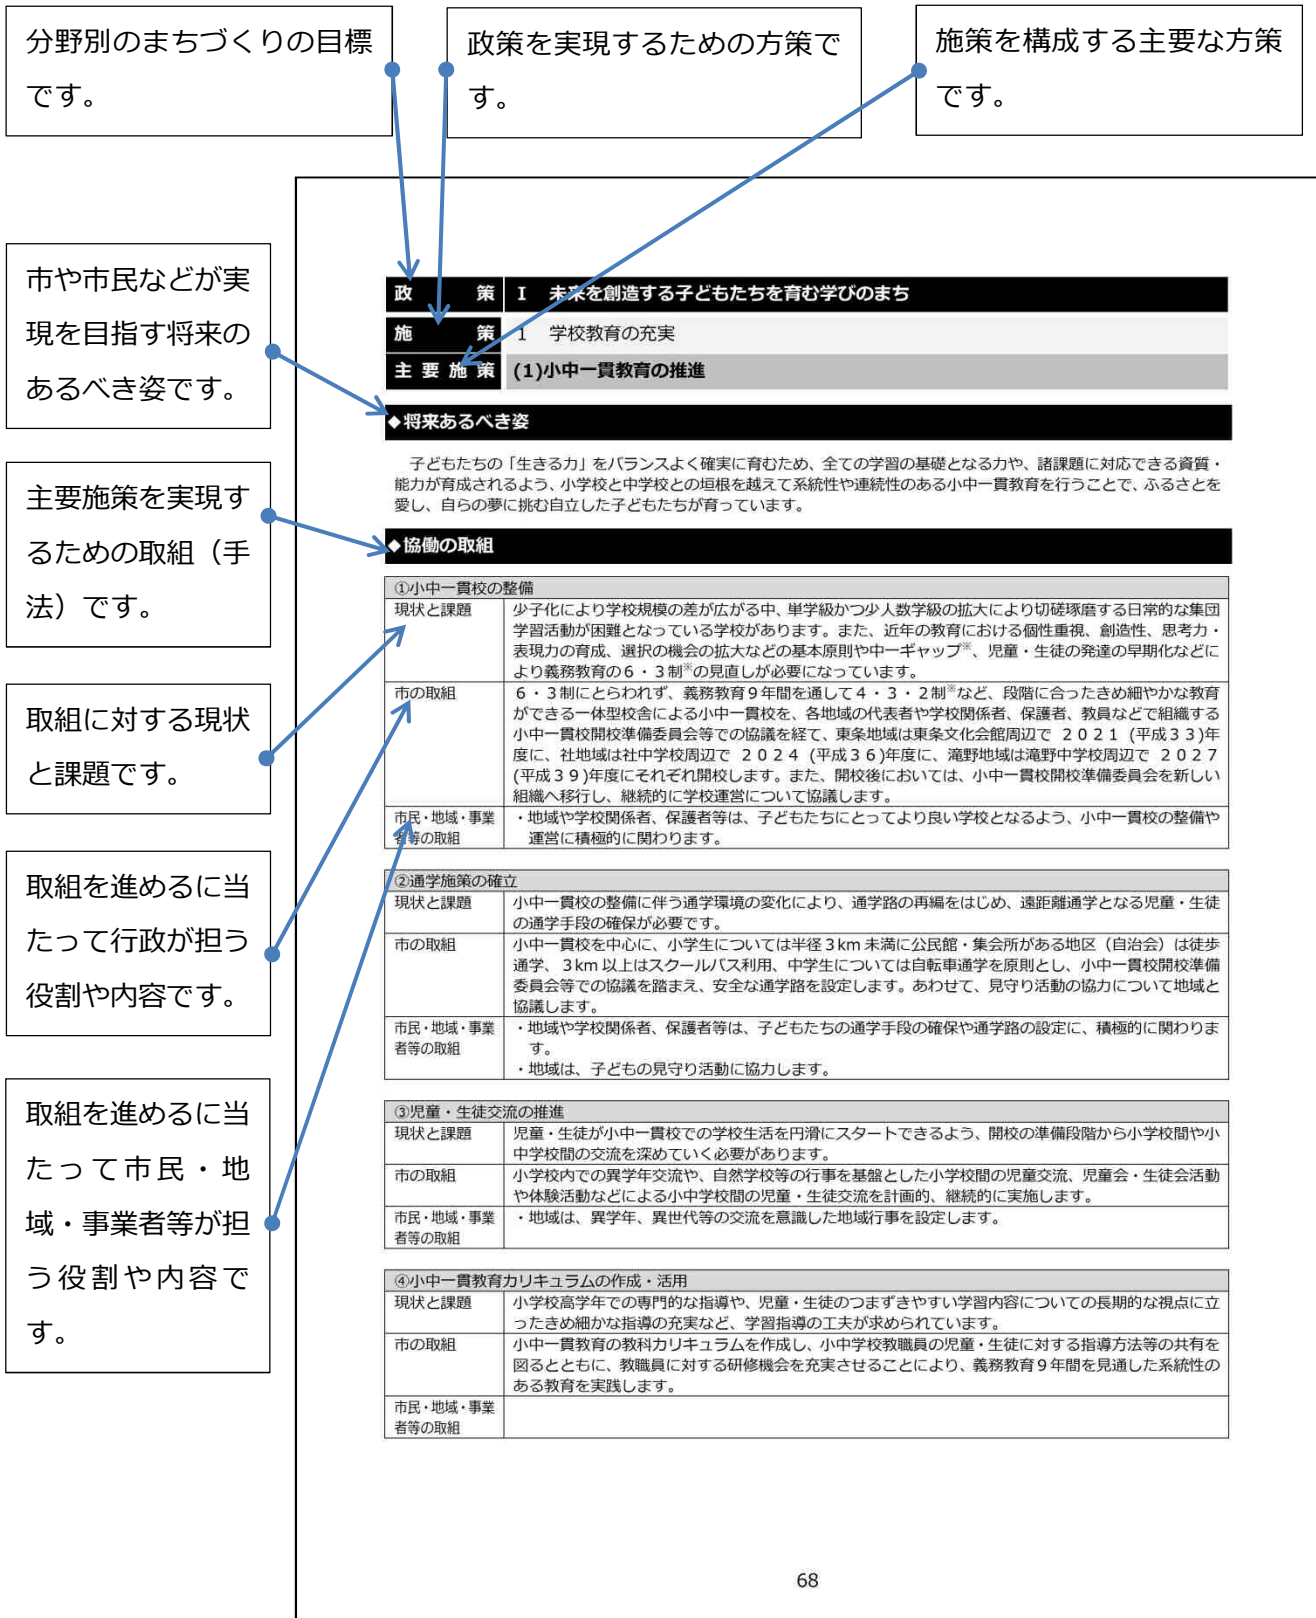 分野別のまちづくりの目標
です。
政策を実現するための方策で
す。
施策を構成する主要な方策
です。
市や市民などが実
現を目指す将来の
あるべき姿です。
主要施策を実現す
るための取組（手
法）です。
取組に対する現状
と課題です。
取組を進めるに当
たって行政が担う
役割や内容です。
取組を進めるに当
たって市民・地
域・事業者等が担
う役割や内容で
す。
政策 Ⅰ 未来を創造する子どもたちを育む学びのまち
施策 1 学校教育の充実
主要施策 (1)小中一貫教育の推進
◆将来あるべき姿
子どもたちの「生きる力」をバランスよく確実に育むため、全ての学習の基礎となる力や、諸課題に対応できる資質・
能力が育成されるよう、小学校と中学校との垣根を越えて系統性や連続性のある小中一貫教育を行うことで、ふるさとを
愛し、自らの夢に挑む自立した子どもたちが育っています。
◆協働の取組
①小中一貫校の整備
現状と課題 少子化により学校規模の差が広がる中、単学級かつ少人数学級の拡大により切磋琢磨する日常的な集団
学習活動が困難となっている学校があります。また、近年の教育における個性重視、創造性、思考力・
表現力の育成、選択の機会の拡大などの基本原則や中一ギャップ※、児童・生徒の発達の早期化などに
より義務教育の６・３制※の見直しが必要になっています。
市の取組 ６・３制にとらわれず、義務教育９年間を通して４・３・２制※など、段階に合ったきめ細やかな教育
ができる一体型校舎による小中一貫校を、各地域の代表者や学校関係者、保護者、教員などで組織する
小中一貫校開校準備委員会等での協議を経て、東条地域は東条文化会館周辺で ２０２１ (平成３３)年
度に、社地域は社中学校周辺で ２０２４ (平成３６)年度に、滝野地域は滝野中学校周辺で ２０２７
(平成３９)年度にそれぞれ開校します。また、開校後においては、小中一貫校開校準備委員会を新しい
組織へ移行し、継続的に学校運営について協議します。
市民・地域・事業 ・地域や学校関係者、保護者等は、子どもたちにとってより良い学校となるよう、小中一貫校の整備や
者等の取組 運営に積極的に関わります。
②通学施策の確立
現状と課題 小中一貫校の整備に伴う通学環境の変化により、通学路の再編をはじめ、遠距離通学となる児童・生徒
の通学手段の確保が必要です。
市の取組 小中一貫校を中心に、小学生については半径３km 未満に公民館・集会所がある地区（自治会）は徒歩
通学、３km 以上はスクールバス利用、中学生については自転車通学を原則とし、小中一貫校開校準備
委員会等での協議を踏まえ、安全な通学路を設定します。あわせて、見守り活動の協力について地域と
協議します。
市民・地域・事業 ・地域や学校関係者、保護者等は、子どもたちの通学手段の確保や通学路の設定に、積極的に関わりま
者等の取組 す。
・地域は、子どもの見守り活動に協力します。
③児童・生徒交流の推進
現状と課題 児童・生徒が小中一貫校での学校生活を円滑にスタートできるよう、開校の準備段階から小学校間や小
中学校間の交流を深めていく必要があります。
市の取組 小学校内での異学年交流や、自然学校等の行事を基盤とした小学校間の児童交流、児童会・生徒会活動
や体験活動などによる小中学校間の児童・生徒交流を計画的、継続的に実施します。
市民・地域・事業 ・地域は、異学年、異世代等の交流を意識した地域行事を設定します。
者等の取組
④小中一貫教育カリキュラムの作成・活用
現状と課題 小学校高学年での専門的な指導や、児童・生徒のつまずきやすい学習内容についての長期的な視点に立
ったきめ細かな指導の充実など、学習指導の工夫が求められています。
市の取組 小中一貫教育の教科カリキュラムを作成し、小中学校教職員の児童・生徒に対する指導方法等の共有を
図るとともに、教職員に対する研修機会を充実させることにより、義務教育９年間を見通した系統性の
ある教育を実践します。
市民・地域・事業
者等の取組
68